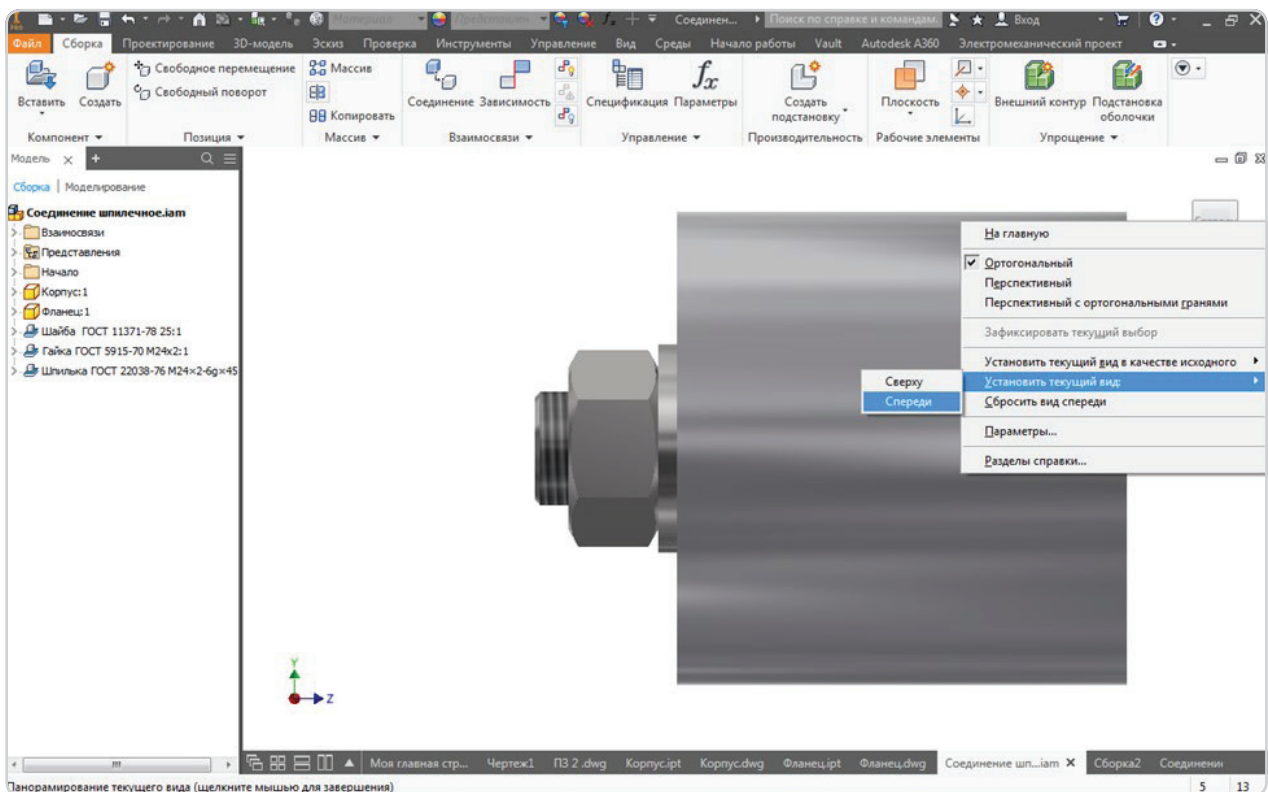 Материал Представлен Соединен... Поиск по справке и командам. Вход
Файл Сборка Проектирование 3D-модель Эскиз Проверка Инструменты Управление Вид Среды Начало работы Vault Autodesk A360 Электромеханический проект
Вставить Создать Свободное перемещение Свободный поворот Массив Копировать Соединение Зависимость Спецификация Параметры Создать подстановку Плоскость Внешний контур Подстановка оболочки
Компонент Позиция Массив Взаимосвязи Управление Производительность Рабочие элементы Упрощение
Модель × +
Сборка | Моделирование
Соединение шпилечное.iam
Взаимосвязи
Представления
Начало
Корпус:1
Фланец:1
Шайба ГОСТ 11371-78 25:1
Гайка ГОСТ 5915-70 M24x2:1
Шпилька ГОСТ 22038-76 M24×2-6g×45
На главную
Ортогональный
Перспективный
Перспективный с ортогональными гранями
Зафиксировать текущий выбор
Установить текущий вид в качестве исходного
Установить текущий вид:
Сбросить вид спереди
Параметры...
Разделы справки...
Сверху
Спереди
Y
Z
Моя главная стр... Чертеж1 ПЗ 2.dwg Корпус.ipt Корпус.dwg Фланец.ipt Фланец.dwg Соединение шп...iam Сборка2 Соединени
Панорамирование текущего вида (щелкните мышью для завершения) 5 13